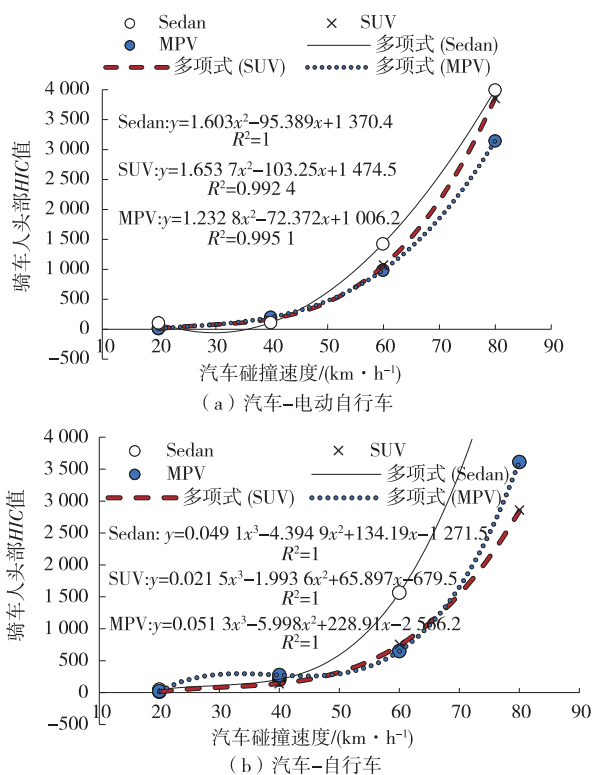 Sedan SUV
MPV 多项式 (Sedan)
多项式 (SUV) 多项式 (MPV)
4 000
3 500
3 000
2 500
2 000
1 500
1 000
500
0
−500
骑车人头部HIC值
Sedan:y=1.603x²−95.389x+1 370.4
R²=1
SUV:y=1.653 7x²−103.25x+1 474.5
R²=0.992 4
MPV:y=1.232 8x²−72.372x+1 006.2
R²=0.995 1
10 20 30 40 50 60 70 80 90
汽车碰撞速度/(km·h⁻¹)
(a) 汽车−电动自行车
4 000
3 500
3 000
2 500
2 000
1 500
1 000
500
0
−500
骑车人头部HIC值
Sedan SUV
MPV 多项式 (Sedan)
多项式 (SUV) 多项式 (MPV)
Sedan: y=0.049 1x³−4.394 9x²+134.19x−1 271.5
R²=1
SUV:y=0.021 5x³−1.993 6x²+65.897x−679.5
R²=1
MPV:y=0.051 3x³−5.998x²+228.91x−2 566.2
R²=1
10 20 30 40 50 60 70 80 90
汽车碰撞速度/(km·h⁻¹)
(b) 汽车−自行车